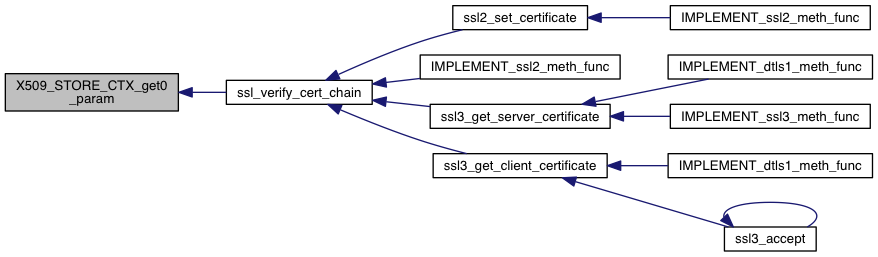 X509_STORE_CTX_get0
_param
ssl_verify_cert_chain
ssl2_set_certificate
IMPLEMENT_ssl2_meth_func
IMPLEMENT_ssl2_meth_func
ssl3_get_server_certificate
IMPLEMENT_dtls1_meth_func
IMPLEMENT_ssl3_meth_func
ssl3_get_client_certificate
IMPLEMENT_dtls1_meth_func
ssl3_accept